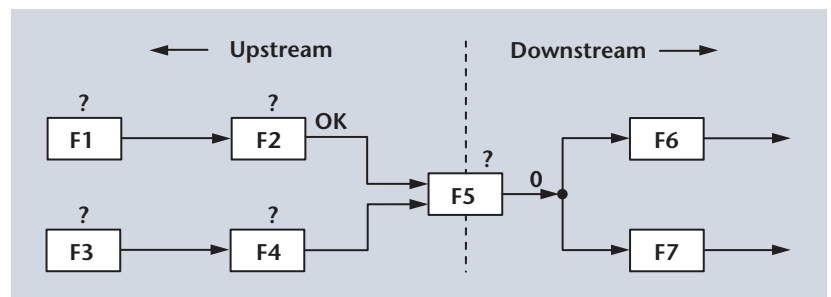 Upstream Downstream
? ?
F1 F2 OK F6
?
0
F5
? ?
F3 F4 F7